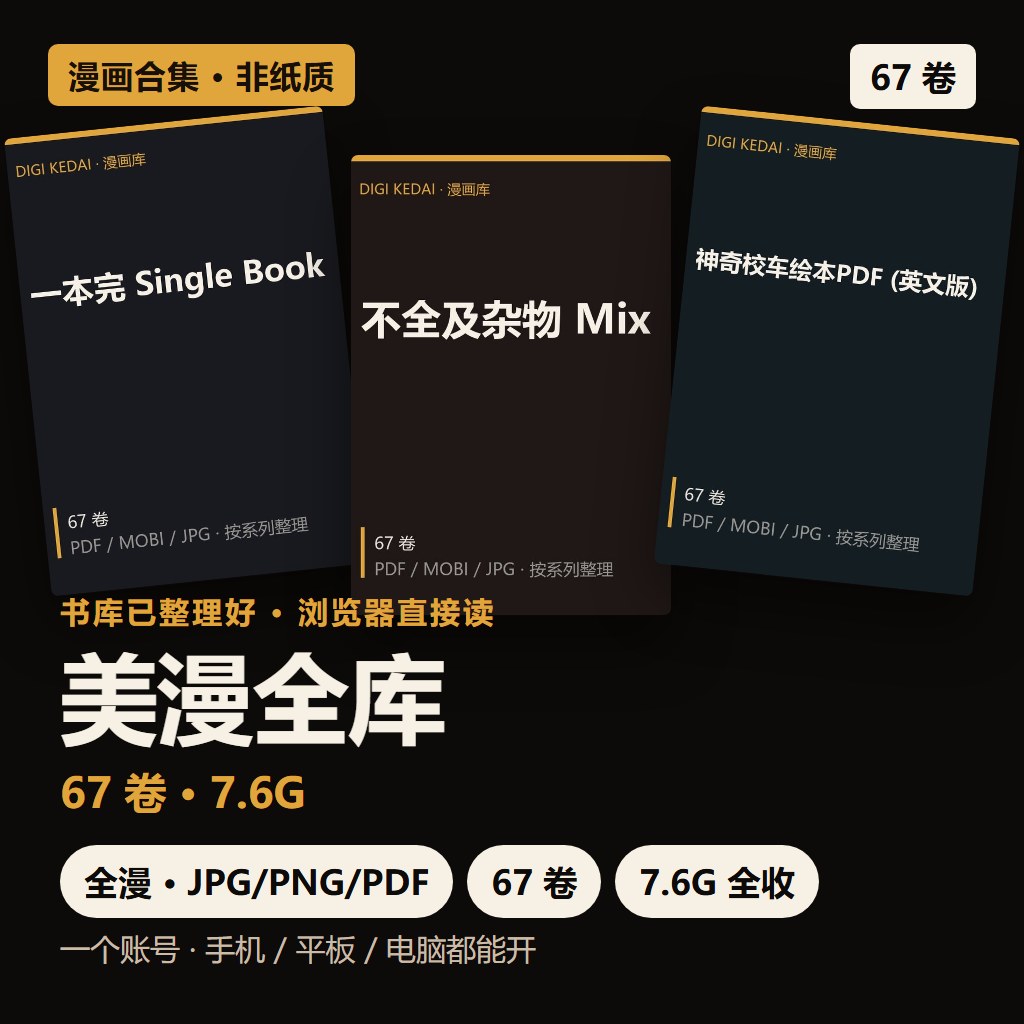 漫画合集 • 非纸质
67 卷
DIGI KEDAI · 漫画库
一本完 Single Book
67 卷
PDF / MOBI / JPG · 按系列整理
DIGI KEDAI · 漫画库
不全及杂物 Mix
67 卷
PDF / MOBI / JPG · 按系列整理
DIGI KEDAI · 漫画库
神奇校车绘本PDF (英文版)
67 卷
PDF / MOBI / JPG · 按系列整理
书库已整理好 • 浏览器直接读
美漫全库
67 卷 • 7.6G
全漫 • JPG/PNG/PDF
67 卷
7.6G 全收
一个账号 · 手机 / 平板 / 电脑都能开